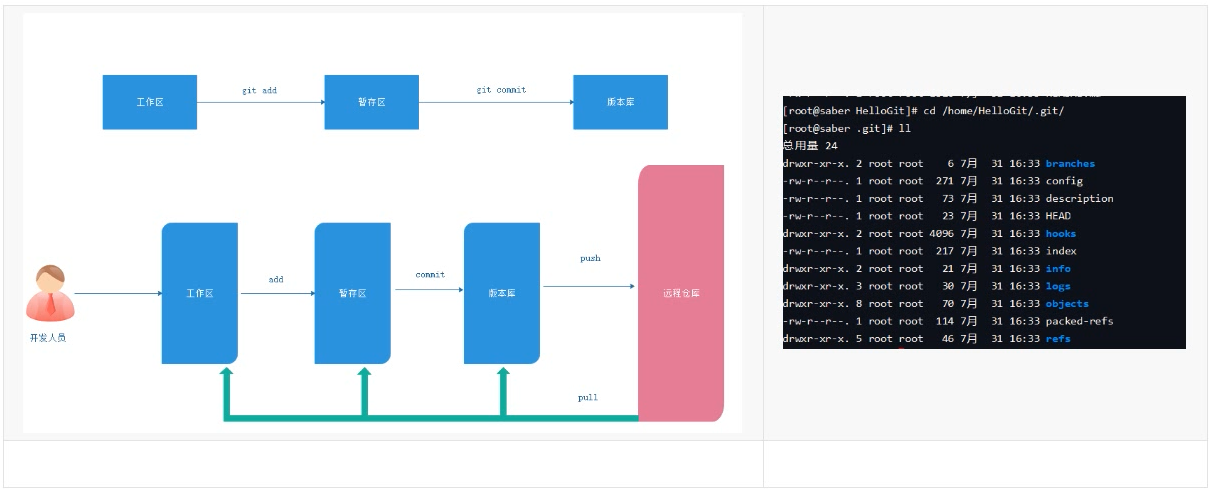 工作区
git add
暂存区
git commit
版本库
开发人员
工作区
add
暂存区
commit
版本库
push
远程仓库
pull
[root@saber HelloGit]# cd /home/HelloGit/.git/
[root@saber .git]# ll
总用量 24
drwxr-xr-x. 2 root root 6 7月 31 16:33 branches
-rw-r--r--. 1 root root 271 7月 31 16:33 config
-rw-r--r--. 1 root root 73 7月 31 16:33 description
-rw-r--r--. 1 root root 23 7月 31 16:33 HEAD
drwxr-xr-x. 2 root root 4096 7月 31 16:33 hooks
-rw-r--r--. 1 root root 217 7月 31 16:33 index
drwxr-xr-x. 2 root root 21 7月 31 16:33 info
drwxr-xr-x. 3 root root 30 7月 31 16:33 logs
drwxr-xr-x. 8 root root 70 7月 31 16:33 objects
-rw-r--r--. 1 root root 114 7月 31 16:33 packed-refs
drwxr-xr-x. 5 root root 46 7月 31 16:33 refs